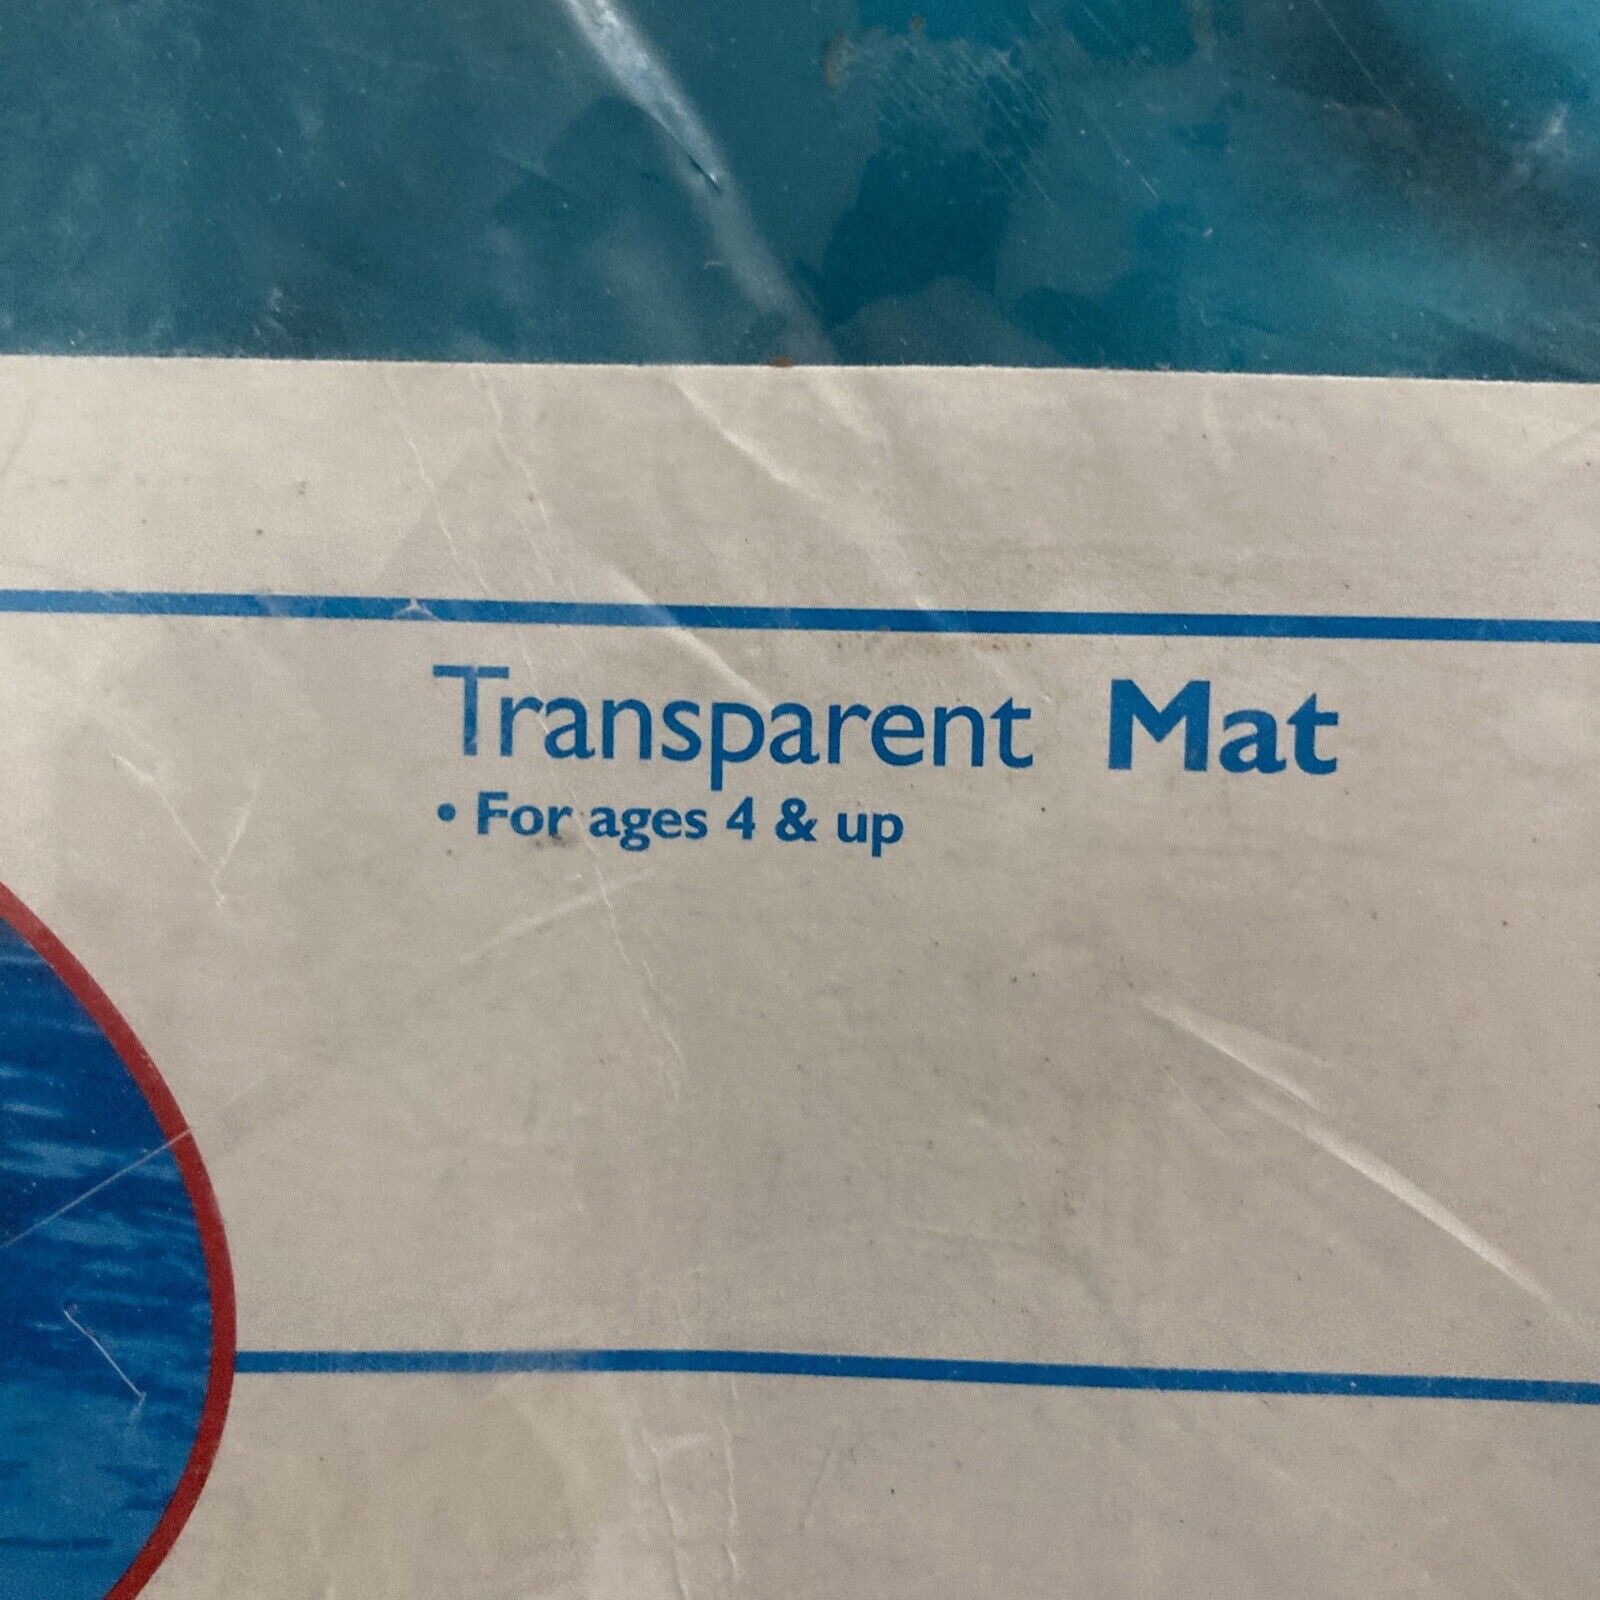 Transparent Mat
• For ages 4 & up